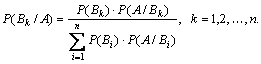 P(B_k / A) = \frac{P(B_k) \cdot P(A / B_k)}{\sum_{i=1}^{n} P(B_i) \cdot P(A / B_i)}, k = 1,2,...,n.